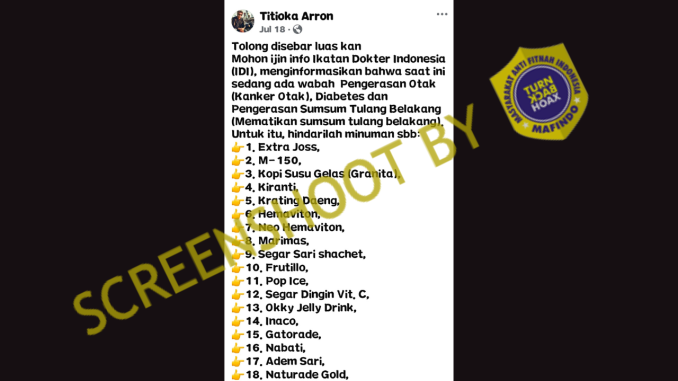 Titioka Arron
Jul 18 ·
Tolong disebar luas kan
Mohon ijin info Ikatan Dokter Indonesia
(IDI), menginformasikan bahwa saat ini
sedang ada wabah Pengerasan Otak
(Kanker Otak), Diabetes dan
Pengerasan Sumsum Tulang Belakang
(Mematikan sumsum tulang belakang).
Untuk itu, hindarilah minuman sbb:
👉1. Extra Joss,
👉2. M- 150,
👉3. Kopi Susu Gelas (Granita),
👉4. Kiranti,
👉5. Krating Daeng,
👉6. Hemaviton,
👉7. Neo Hemaviton,
👉8. Marimas,
👉9. Segar Sari shachet,
👉10. Frutillo,
👉11. Pop Ice,
👉12. Segar Dingin Vit. C,
👉13. Okky Jelly Drink,
👉14. Inaco,
👉15. Gatorade,
👉16. Nabati,
👉17. Adem Sari,
👉18. Naturade Gold,
SCREENSHOOT BY
MASYARAKAT ANTI FITNAH INDONESIA
TURN
BACK
HOAX
MAFINDO